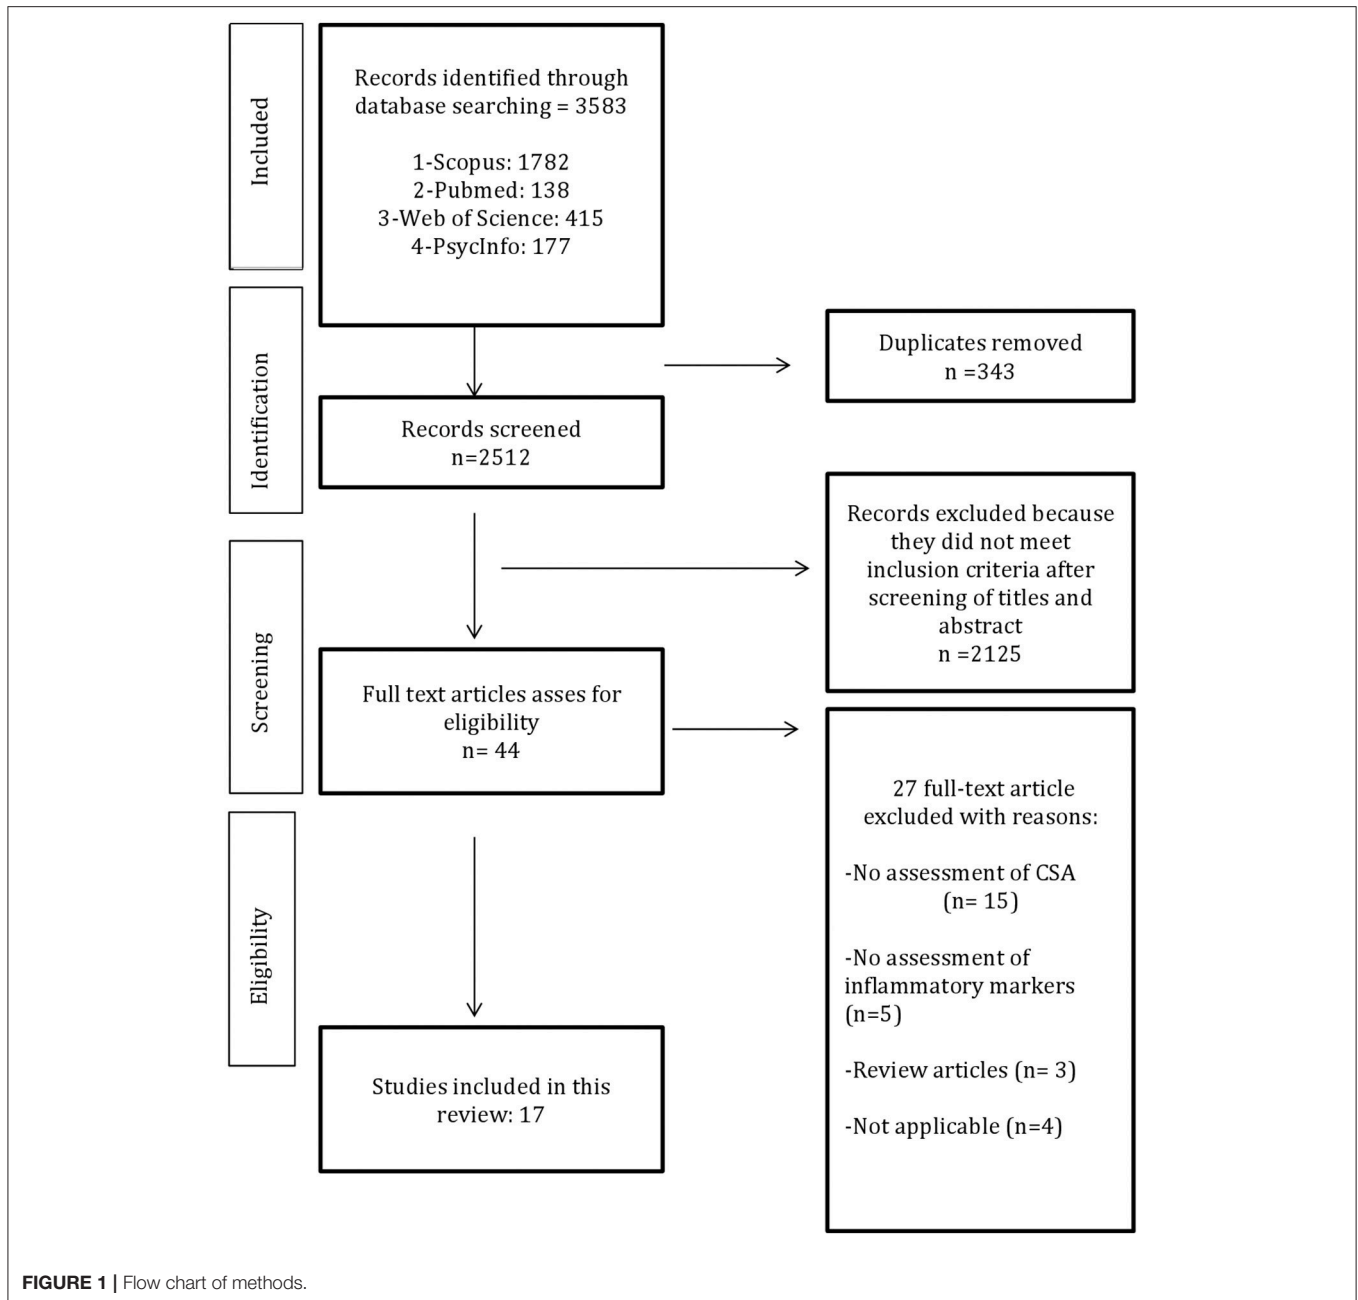 Included
Records identified through
database searching = 3583
1-Scopus: 1782
2-Pubmed: 138
3-Web of Science: 415
4-PsycInfo: 177
Identification
Duplicates removed
n =343
Records screened
n=2512
Records excluded because
they did not meet
inclusion criteria after
screening of titles and
abstract
n =2125
Screening
Full text articles asses for
eligibility
n= 44
27 full-text article
excluded with reasons:
-No assessment of CSA
(n= 15)
-No assessment of
inflammatory markers
(n=5)
-Review articles (n= 3)
-Not applicable (n=4)
Eligibility
Studies included in this
review: 17
FIGURE 1 | Flow chart of methods.